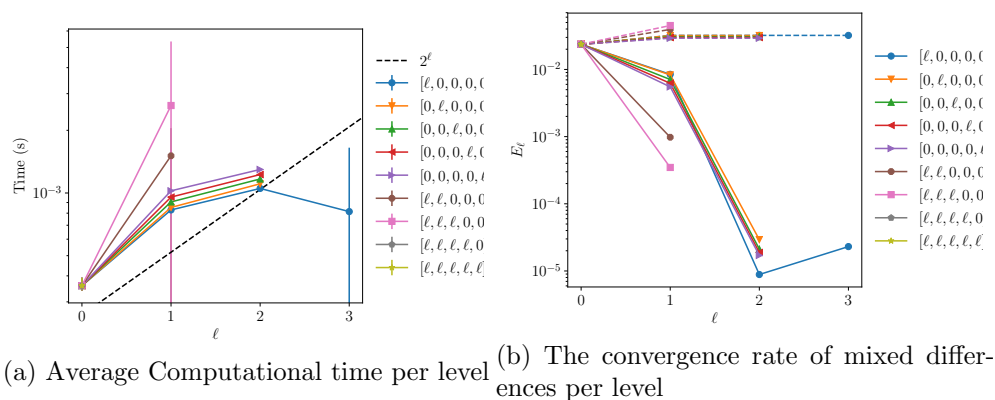 Time (s)
10⁻³
0 1 2 3
ℓ
2^ℓ
[ℓ, 0, 0, 0, 0
[0, ℓ, 0, 0, 0
[0, 0, ℓ, 0, 0
[0, 0, 0, ℓ, 0
[0, 0, 0, 0, ℓ
[ℓ, ℓ, 0, 0, 0
[ℓ, ℓ, ℓ, 0, 0
[ℓ, ℓ, ℓ, ℓ, 0
[ℓ, ℓ, ℓ, ℓ, ℓ]
(a) Average Computational time per level
E_ℓ
10⁻²
10⁻³
10⁻⁴
10⁻⁵
0 1 2 3
ℓ
[ℓ, 0, 0, 0, 0
[0, ℓ, 0, 0, 0
[0, 0, ℓ, 0, 0
[0, 0, 0, ℓ, 0
[0, 0, 0, 0, ℓ
[ℓ, ℓ, 0, 0, 0
[ℓ, ℓ, ℓ, 0, 0
[ℓ, ℓ, ℓ, ℓ, 0
[ℓ, ℓ, ℓ, ℓ, ℓ]
(b) The convergence rate of mixed differ-
ences per level